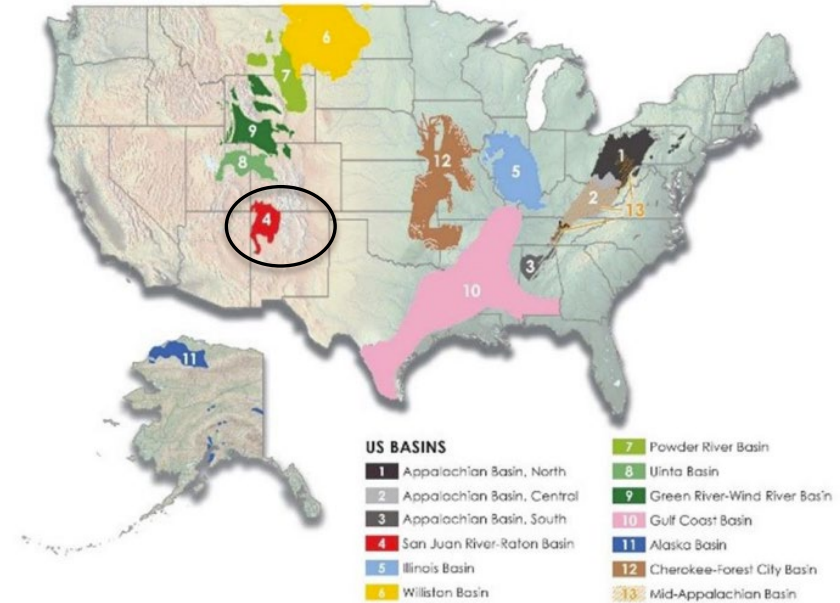 6
7
9
8
12
5
1
2
13
4
3
10
11
US BASINS
1 Appalachian Basin, North
2 Appalachian Basin, Central
3 Appalachian Basin, South
4 San Juan River-Raton Basin
5 Illinois Basin
6 Williston Basin
7 Powder River Basin
8 Uinta Basin
9 Green River-Wind River Basin
10 Gulf Coast Basin
11 Alaska Basin
12 Cherokee-Forest City Basin
13 Mid-Appalachian Basin